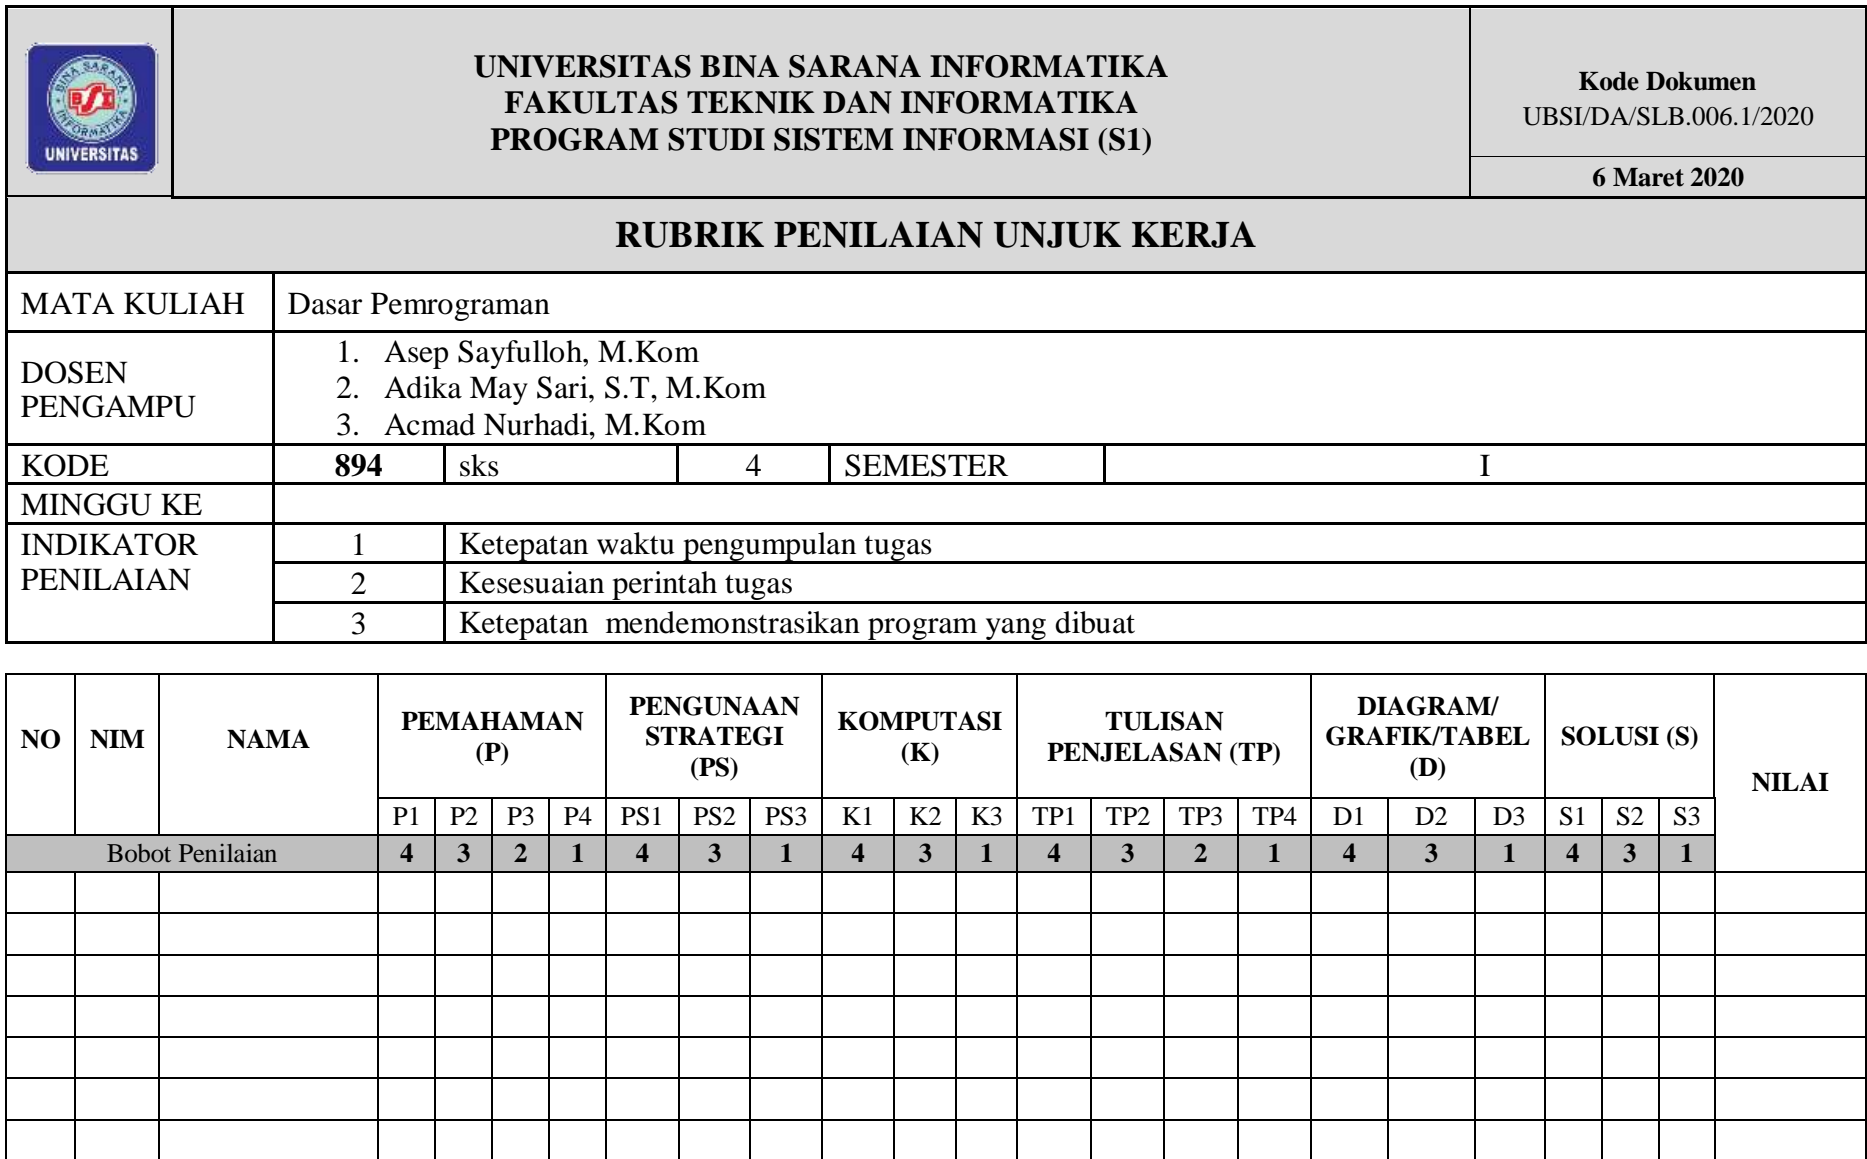 BINA SARANA
BSI
INFORMATIKA
UNIVERSITAS
UNIVERSITAS BINA SARANA INFORMATIKA
FAKULTAS TEKNIK DAN INFORMATIKA
PROGRAM STUDI SISTEM INFORMASI (S1)
Kode Dokumen
UBSI/DA/SLB.006.1/2020
6 Maret 2020
RUBRIK PENILAIAN UNJUK KERJA
MATA KULIAH Dasar Pemrograman
DOSEN
PENGAMPU
1. Asep Sayfulloh, M.Kom
2. Adika May Sari, S.T, M.Kom
3. Acmad Nurhadi, M.Kom
KODE 894 sks 4 SEMESTER I
MINGGU KE
INDIKATOR
PENILAIAN
1 Ketepatan waktu pengumpulan tugas
2 Kesesuaian perintah tugas
3 Ketepatan mendemonstrasikan program yang dibuat
NO
NIM
NAMA
PEMAHAMAN
(P)
PENGUNAAN
STRATEGI
(PS)
KOMPUTASI
(K)
TULISAN
PENJELASAN (TP)
DIAGRAM/
GRAFIK/TABEL
(D)
SOLUSI (S)
NILAI
P1 P2 P3 P4 PS1 PS2 PS3 K1 K2 K3 TP1 TP2 TP3 TP4 D1 D2 D3 S1 S2 S3
Bobot Penilaian 4 3 2 1 4 3 1 4 3 1 4 3 2 1 4 3 1 4 3 1